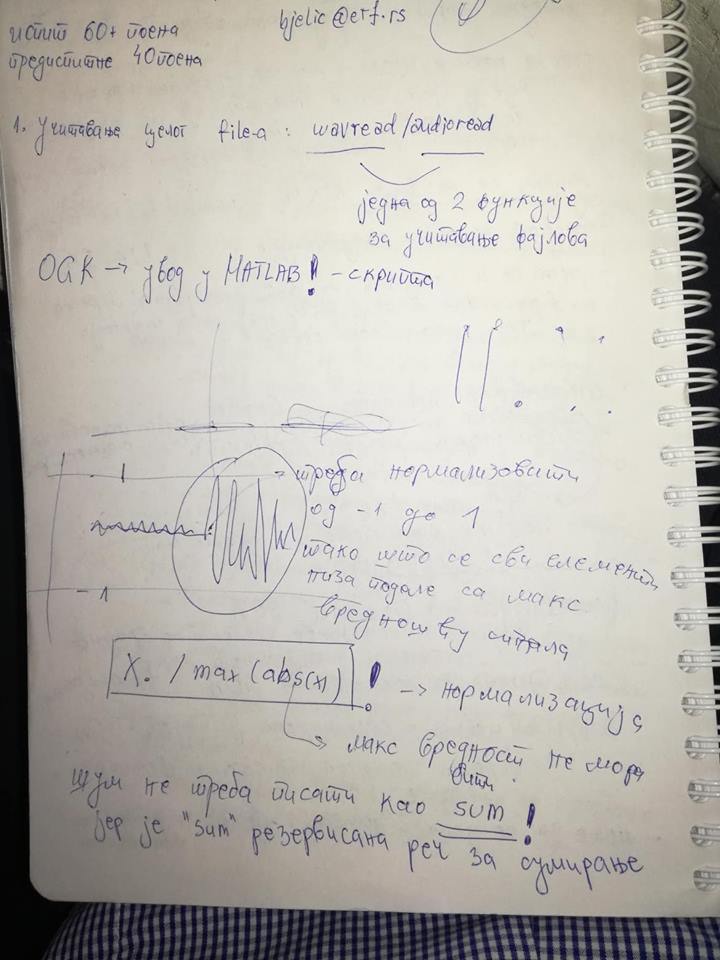 испит 60+ поена
предиспитне 40 поена
bjelic@etf.rs
1. Учитавање целог file-a : wavread/audioread
једна од 2 функције
за учитавање фајлова
ОГК → увод у MATLAB! - скрипта
1
-1
треба нормализовати
од -1 до 1
тако што се сви елементи
низа поделе са макс
вредношћу сигнала
X. / max(abs(x)) ! → нормализација
макс вредност не мора
бити
шум не треба писати као sum!
јер је "sum" резервисана реч за сумирање